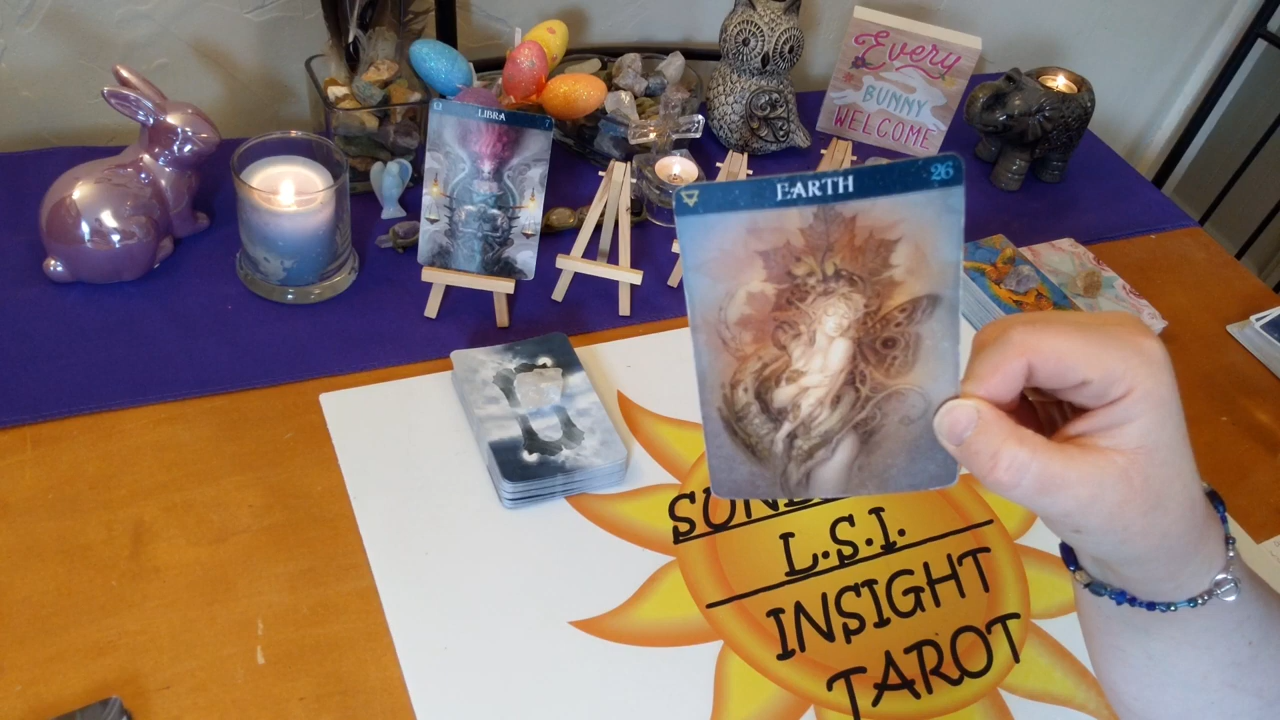 LIBRA
Every
BUNNY
WELCOME
EARTH
26
L.S.I.
INSIGHT
TAROT